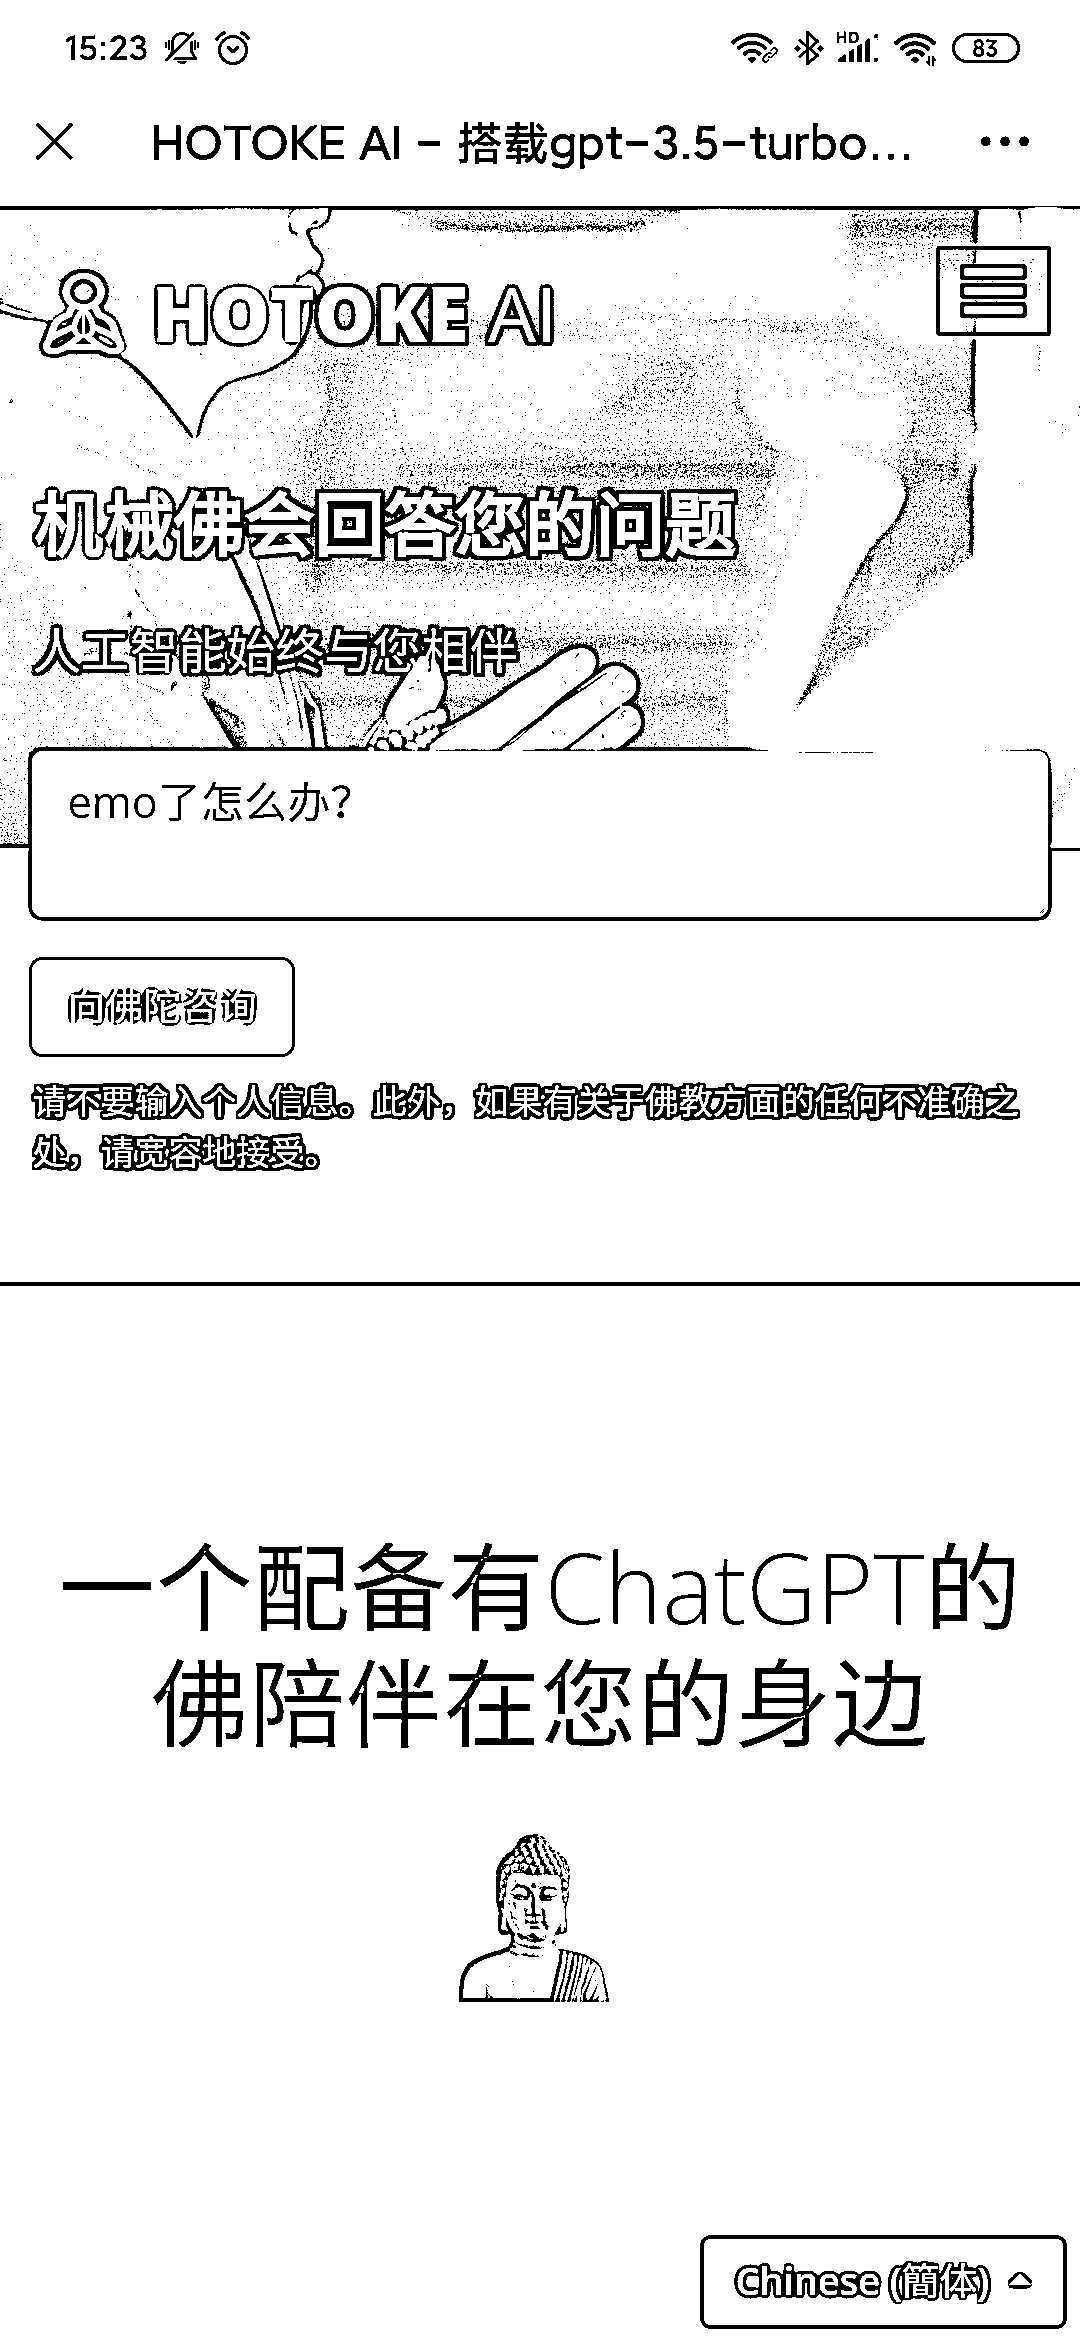 15:23
HD
83
HOTOKE AI - 搭载gpt-3.5-turbo...
HOTOKE AI
机械佛会回答您的问题
人工智能始终与您相伴
emo了怎么办？
向佛陀咨询
请不要输入个人信息。此外，如果有关于佛教方面的任何不准确之
处，请宽容地接受。
一个配备有ChatGPT的
佛陪伴在您的身边
Chinese (簡体)